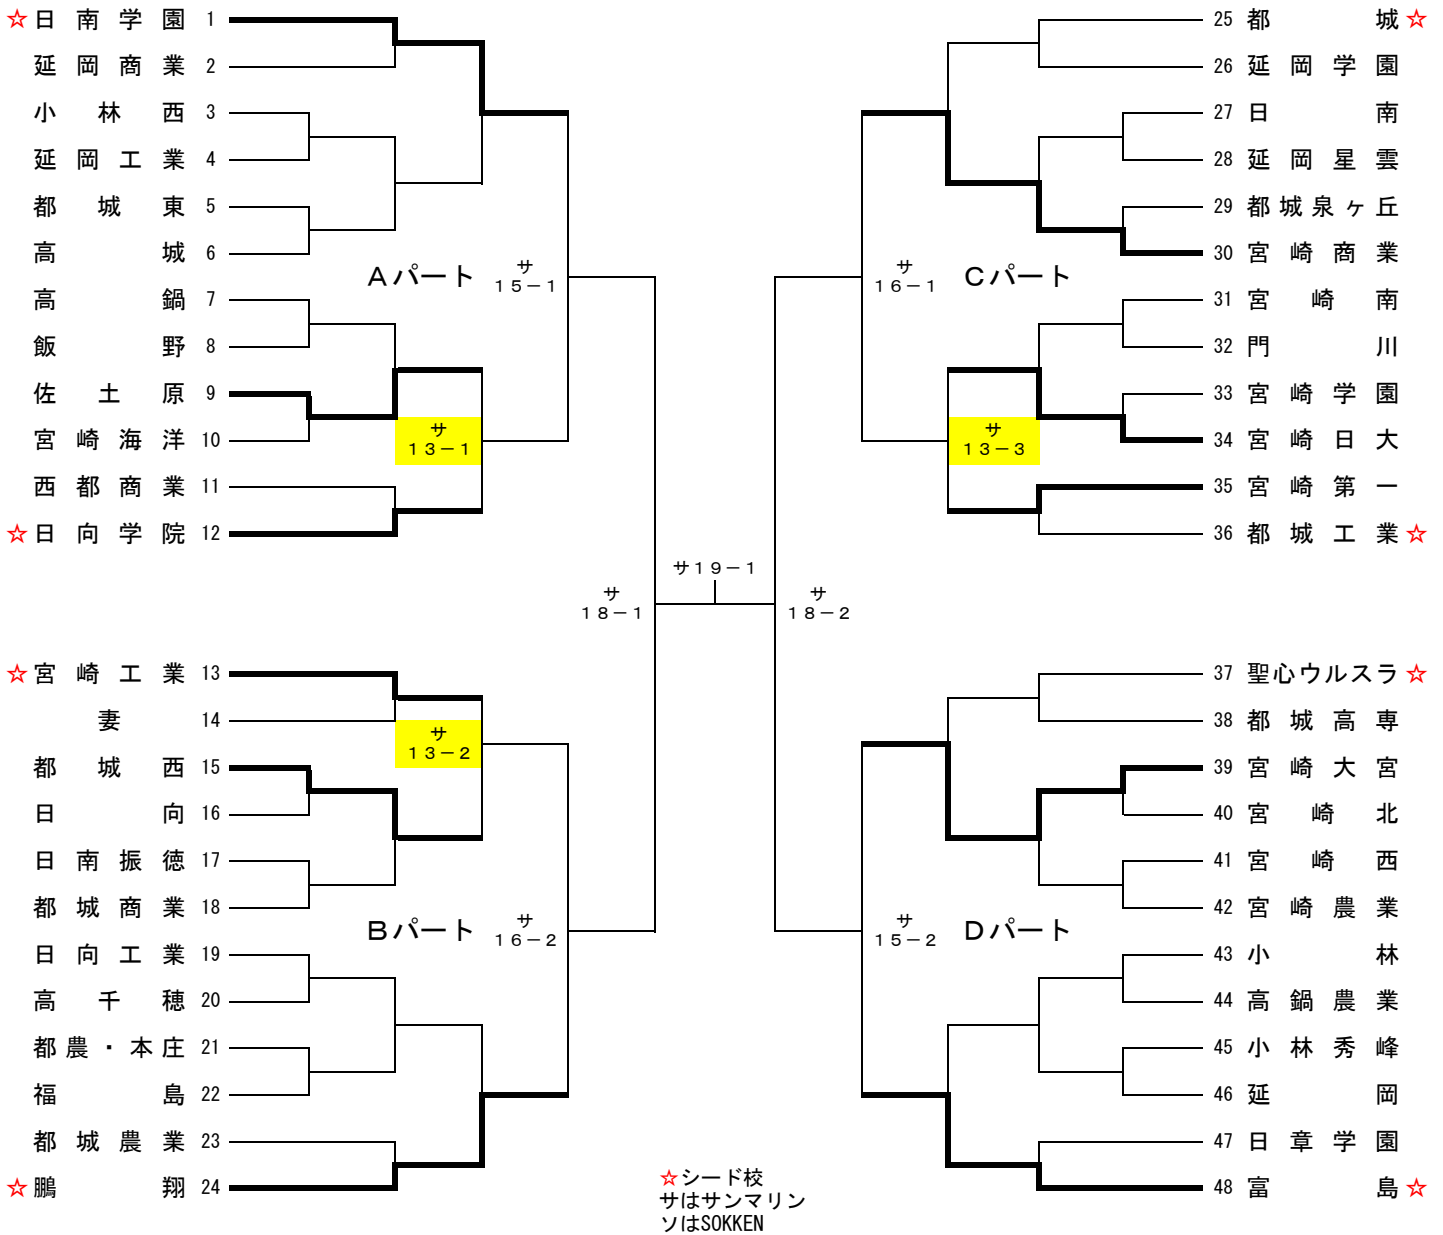 ☆日南学園 1
延岡商業 2
小林西 3
延岡工業 4
都城東 5
高城 6
高鍋 7
飯野 8
佐土原 9
宮崎海洋 10
西都商業 11
☆日向学院 12
Aパート
サ
15-1
サ
13-1
☆宮崎工業 13
妻 14
都城西 15
日向 16
日南振徳 17
都城商業 18
日向工業 19
高千穂 20
都農・本庄 21
福島 22
都城農業 23
☆鵬翔 24
サ
13-2
Bパート
サ
16-2
サ
18-1
サ19-1
サ
18-2
25 都城☆
26 延岡学園
27 日南
28 延岡星雲
29 都城泉ヶ丘
30 宮崎商業
31 宮崎南
32 門川
33 宮崎学園
34 宮崎日大
35 宮崎第一
36 都城工業☆
サ
16-1
Cパート
サ
13-3
37 聖心ウルスラ☆
38 都城高専
39 宮崎大宮
40 宮崎北
41 宮崎西
42 宮崎農業
43 小林
44 高鍋農業
45 小林秀峰
46 延岡
47 日章学園
48 富島☆
サ
15-2
Dパート
☆シード校
サはサンマリン
ソはSOKKEN